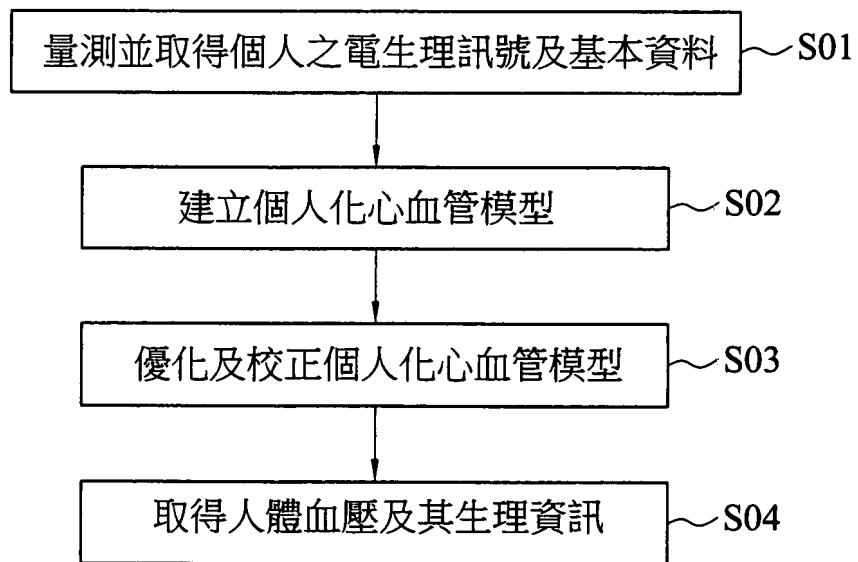 量測並取得個人之電生理訊號及基本資料 S01
建立個人化心血管模型 S02
優化及校正個人化心血管模型 S03
取得人體血壓及其生理資訊 S04